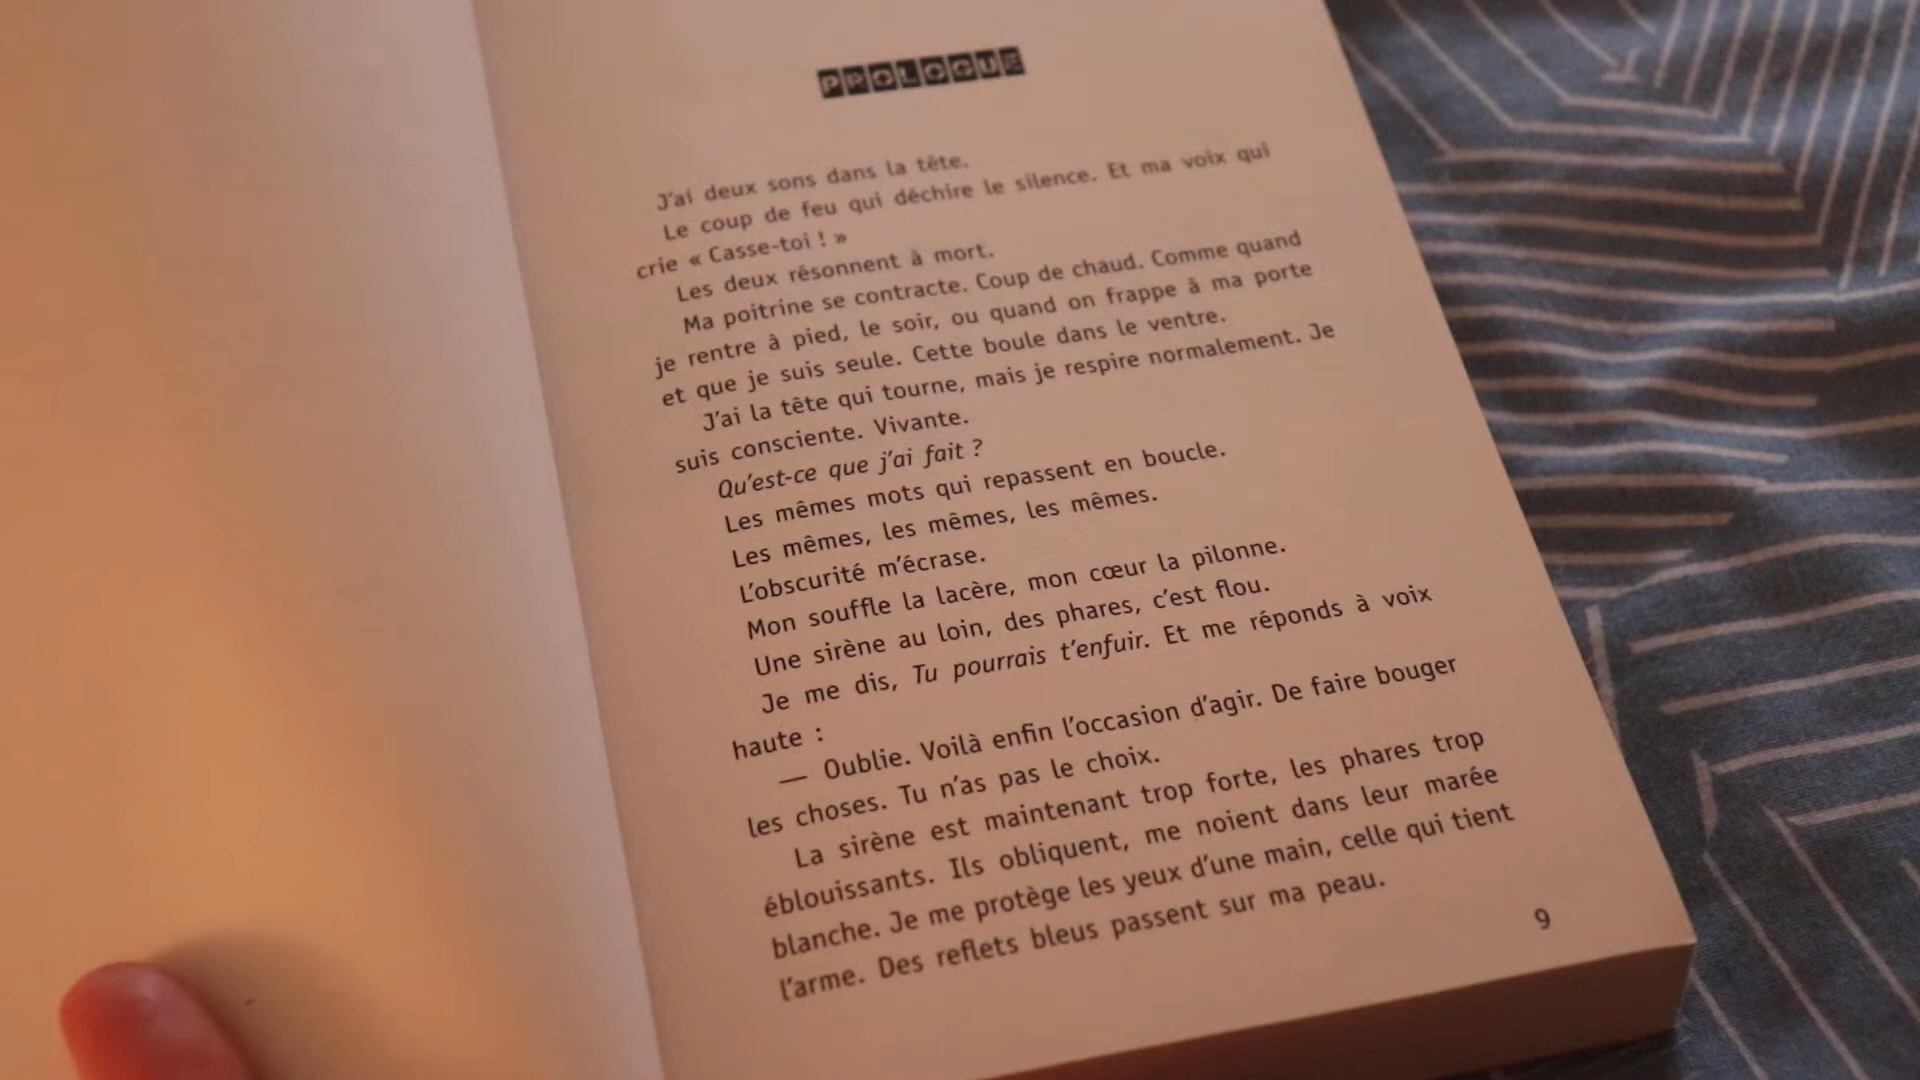 PROLOGUE
J'ai deux sons dans la tête.
Le coup de feu qui déchire le silence. Et ma voix qui
crie « Casse-toi ! »
Les deux résonnent à mort.
Ma poitrine se contracte. Coup de chaud. Comme quand
je rentre à pied, le soir, ou quand on frappe à ma porte
et que je suis seule. Cette boule dans le ventre.
J'ai la tête qui tourne, mais je respire normalement. Je
suis consciente. Vivante.
Qu'est-ce que j'ai fait ?
Les mêmes mots qui repassent en boucle.
Les mêmes, les mêmes, les mêmes.
L'obscurité m'écrase.
Mon souffle la lacère, mon cœur la pilonne.
Une sirène au loin, des phares, c'est flou.
Je me dis, Tu pourrais t'enfuir. Et me réponds à voix
haute :
— Oublie. Voilà enfin l'occasion d'agir. De faire bouger
les choses. Tu n'as pas le choix.
La sirène est maintenant trop forte, les phares trop
éblouissants. Ils obliquent, me noient dans leur marée
blanche. Je me protège les yeux d'une main, celle qui tient
l'arme. Des reflets bleus passent sur ma peau.
9